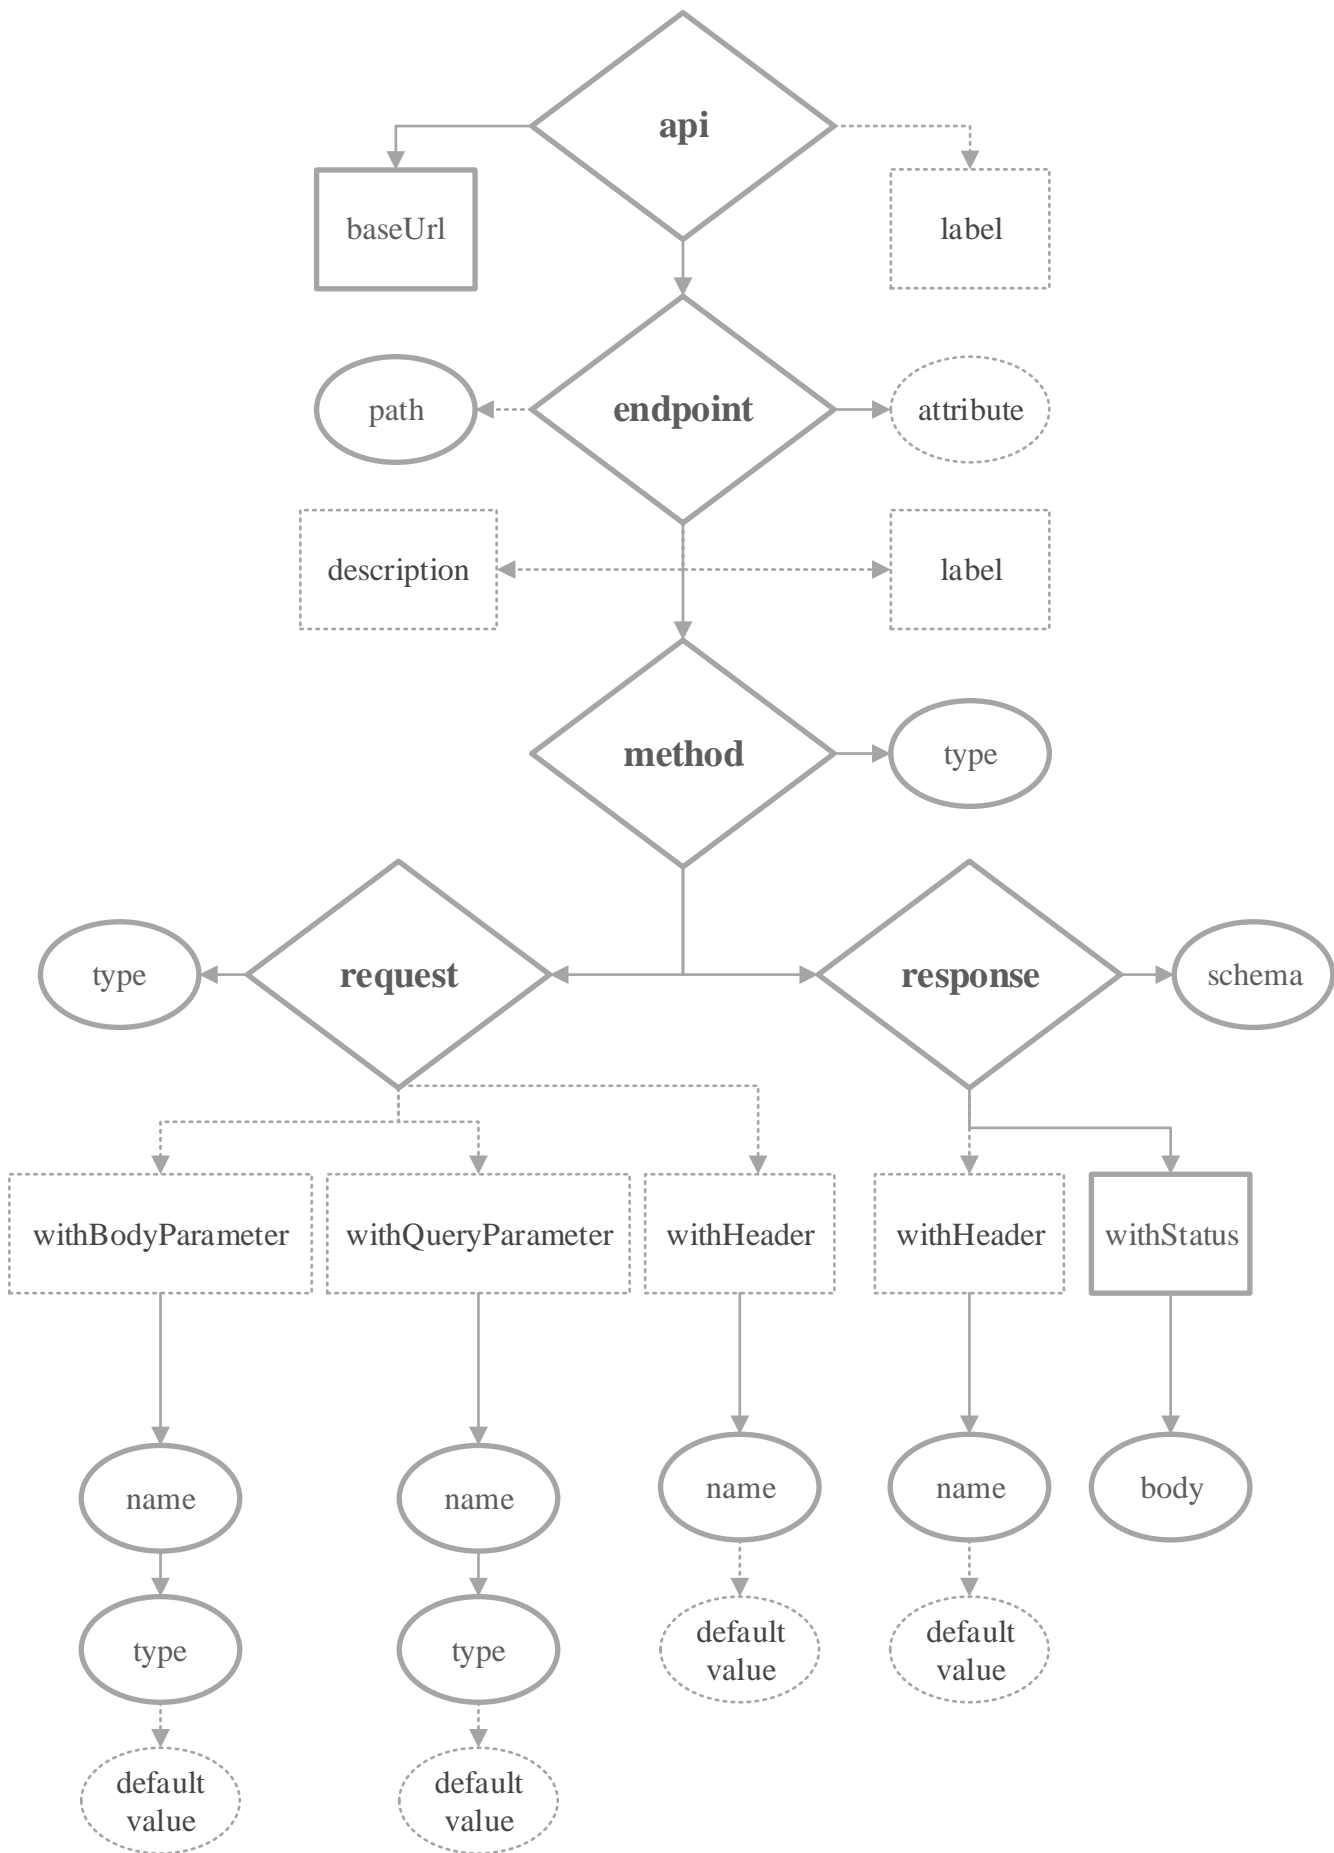 api
baseUrl
label
path
endpoint
attribute
description
label
method
type
type
request
response
schema
withBodyParameter
withQueryParameter
withHeader
withHeader
withStatus
name
name
name
name
body
type
type
default
value
default
value
default
value
default
value